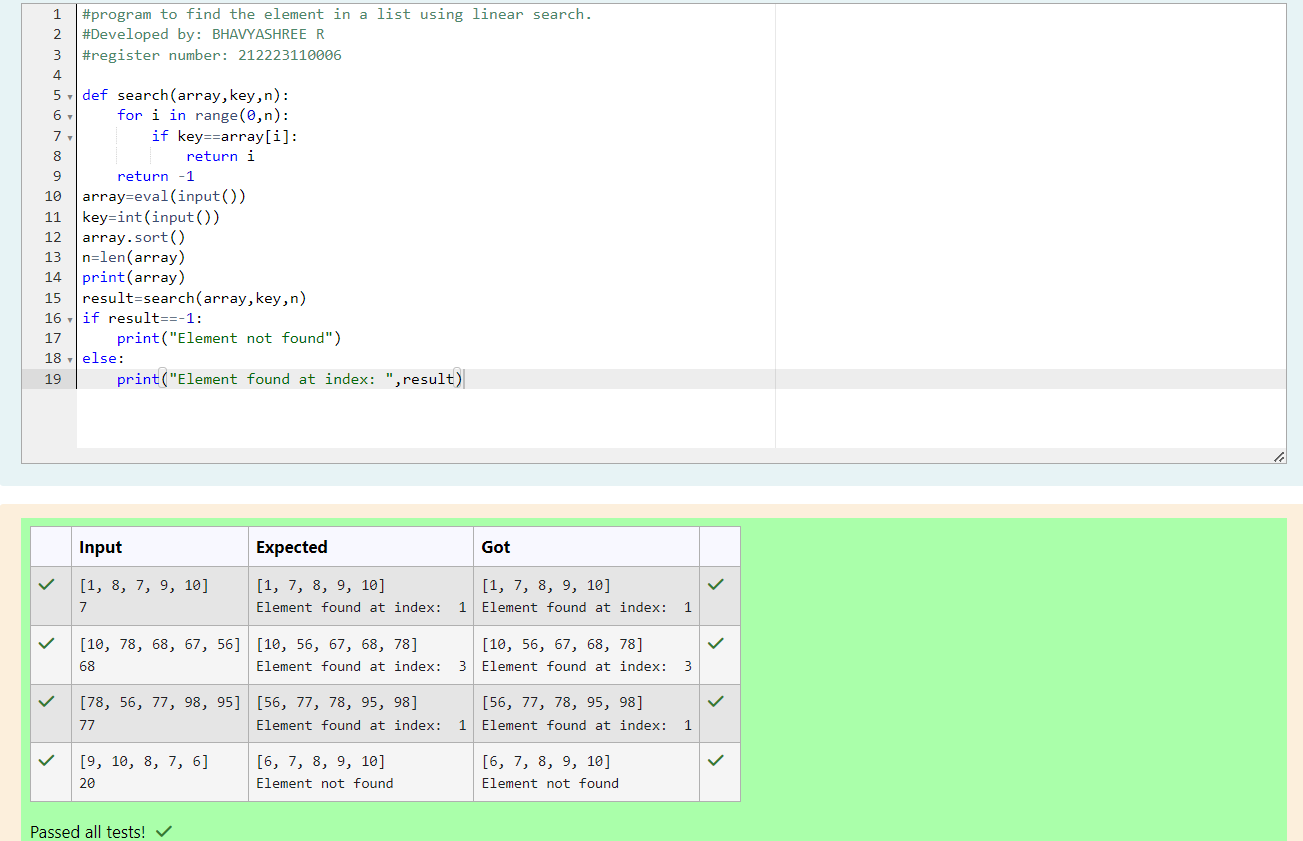 1 #program to find the element in a list using linear search.
2 #Developed by: BHAVYASHREE R
3 #register number: 212223110006
4
5 def search(array,key,n):
6     for i in range(0,n):
7         if key==array[i]:
8             return i
9     return -1
10 array=eval(input())
11 key=int(input())
12 array.sort()
13 n=len(array)
14 print(array)
15 result=search(array,key,n)
16 if result==-1:
17     print("Element not found")
18 else:
19     print("Element found at index: ",result)
Input Expected Got
[1, 8, 7, 9, 10] [1, 7, 8, 9, 10] [1, 7, 8, 9, 10]
7 Element found at index:  1 Element found at index:  1
[10, 78, 68, 67, 56] [10, 56, 67, 68, 78] [10, 56, 67, 68, 78]
68 Element found at index:  3 Element found at index:  3
[78, 56, 77, 98, 95] [56, 77, 78, 95, 98] [56, 77, 78, 95, 98]
77 Element found at index:  1 Element found at index:  1
[9, 10, 8, 7, 6] [6, 7, 8, 9, 10] [6, 7, 8, 9, 10]
20 Element not found Element not found
Passed all tests!